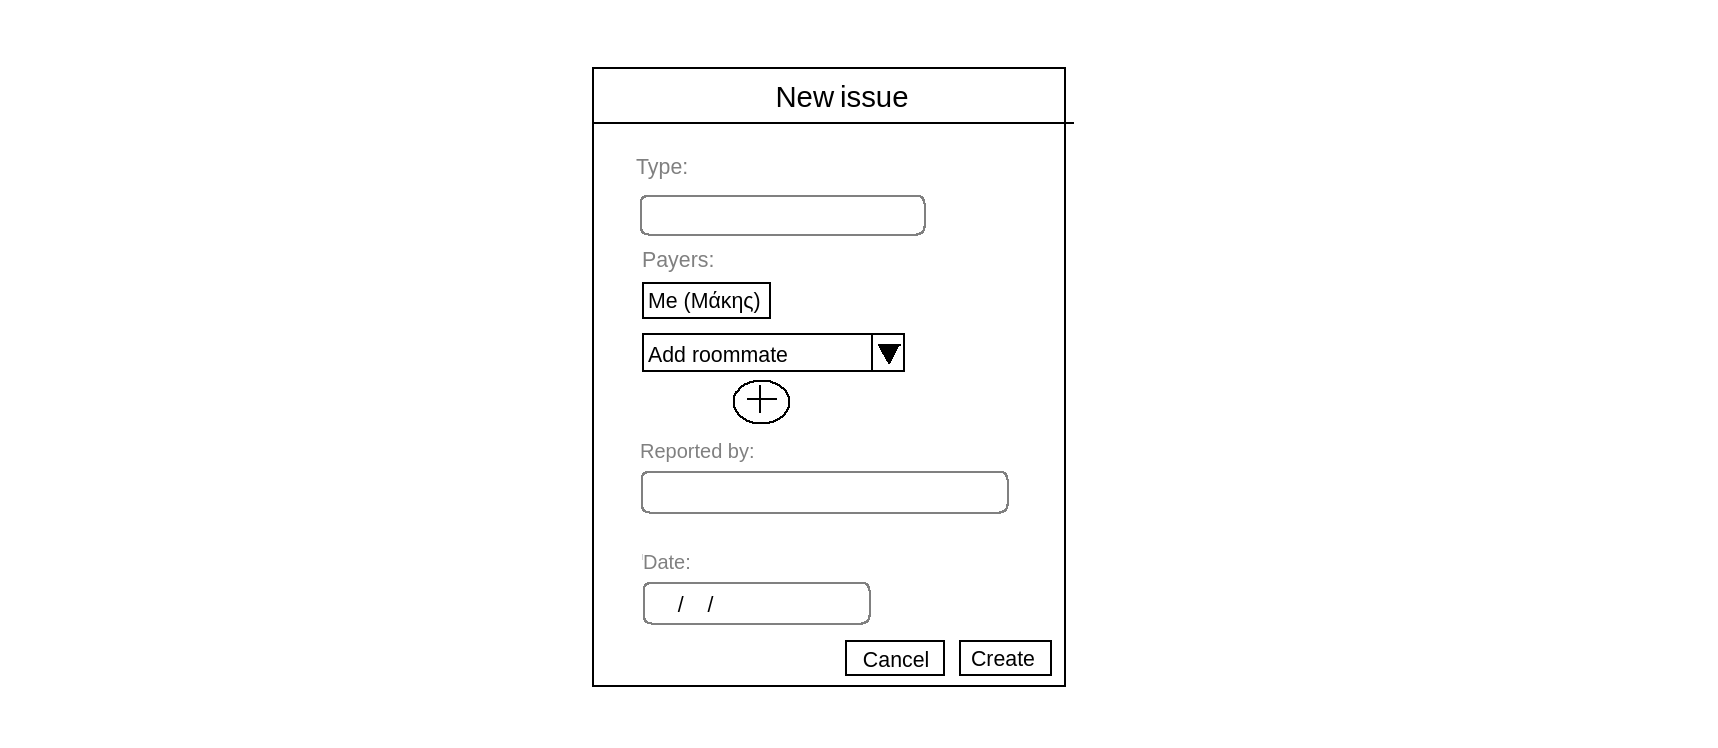 New issue
Type:
Payers:
Me (Μάκης)
Add roommate
Reported by:
Date:
/ /
Cancel Create